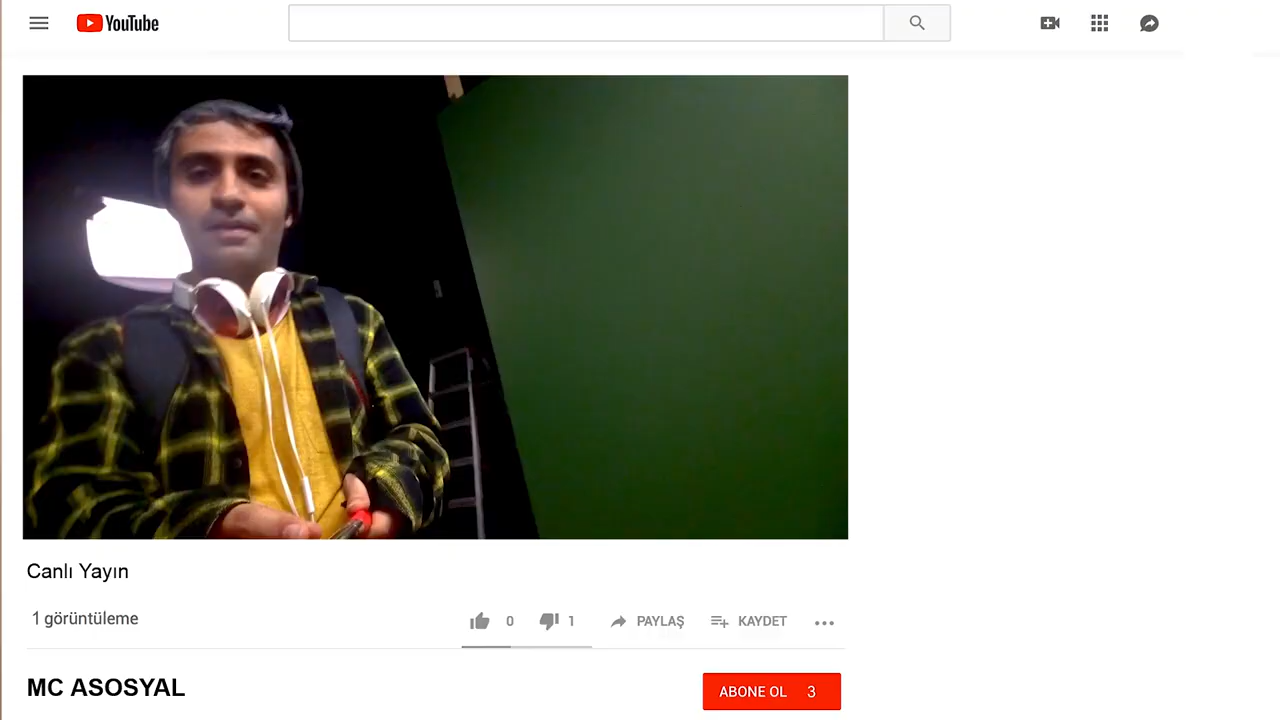 YouTube
Canlı Yayın
1 görüntüleme
0 1 PAYLAŞ KAYDET
MC ASOSYAL
ABONE OL 3